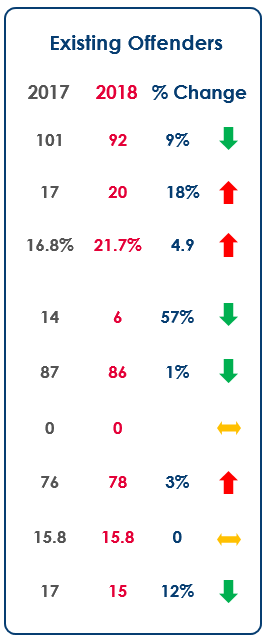 Existing Offenders
2017 2018 % Change
101 92 9%
17 20 18%
16.8% 21.7% 4.9
14 6 57%
87 86 1%
0 0
76 78 3%
15.8 15.8 0
17 15 12%